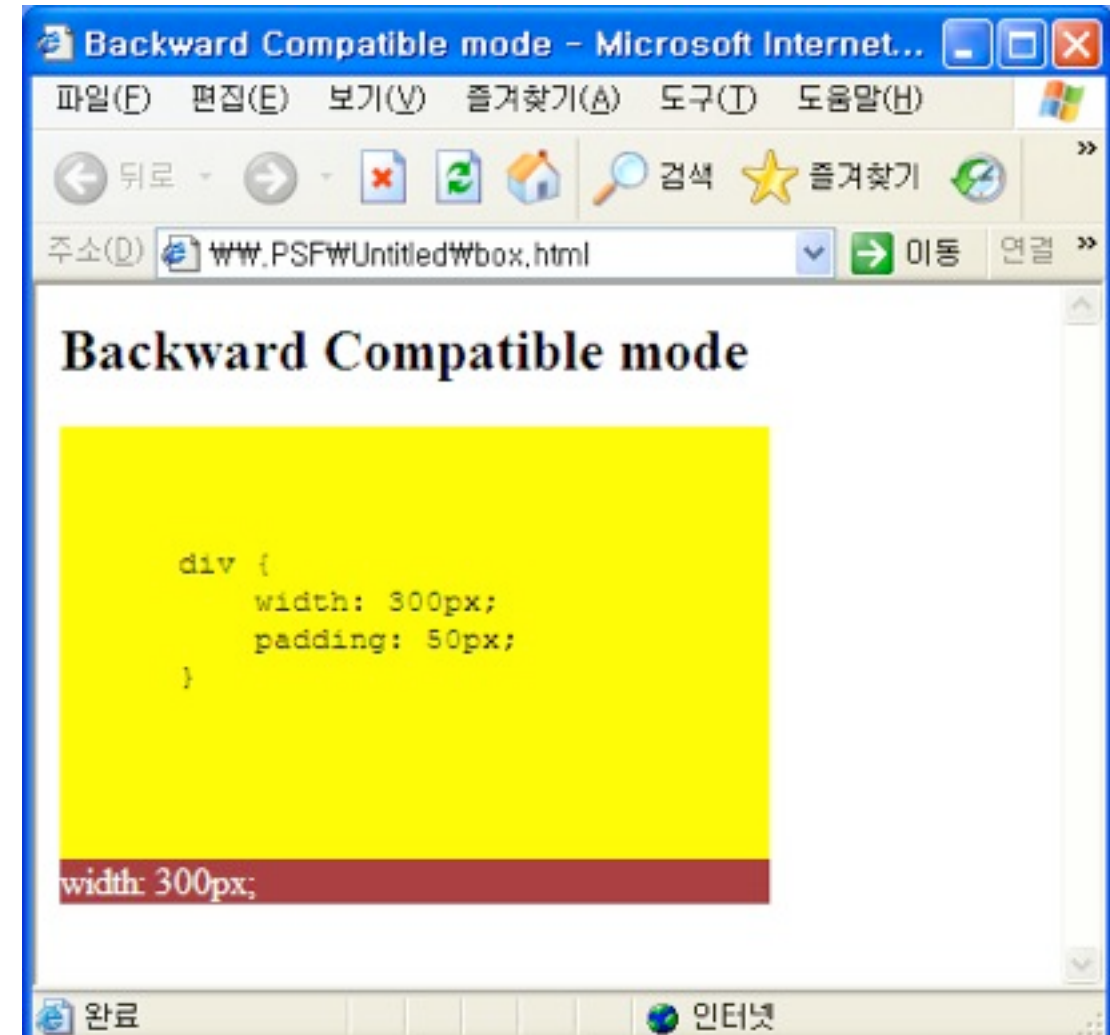 Backward Compatible mode - Microsoft Internet...
파일(F) 편집(E) 보기(V) 즐겨찾기(A) 도구(T) 도움말(H)
뒤로 검색 즐겨찾기 »
주소(D) ₩₩.PSF₩Untitled₩box.html 이동 연결 »
Backward Compatible mode
div {
width: 300px;
padding: 50px;
}
width: 300px;
완료 인터넷